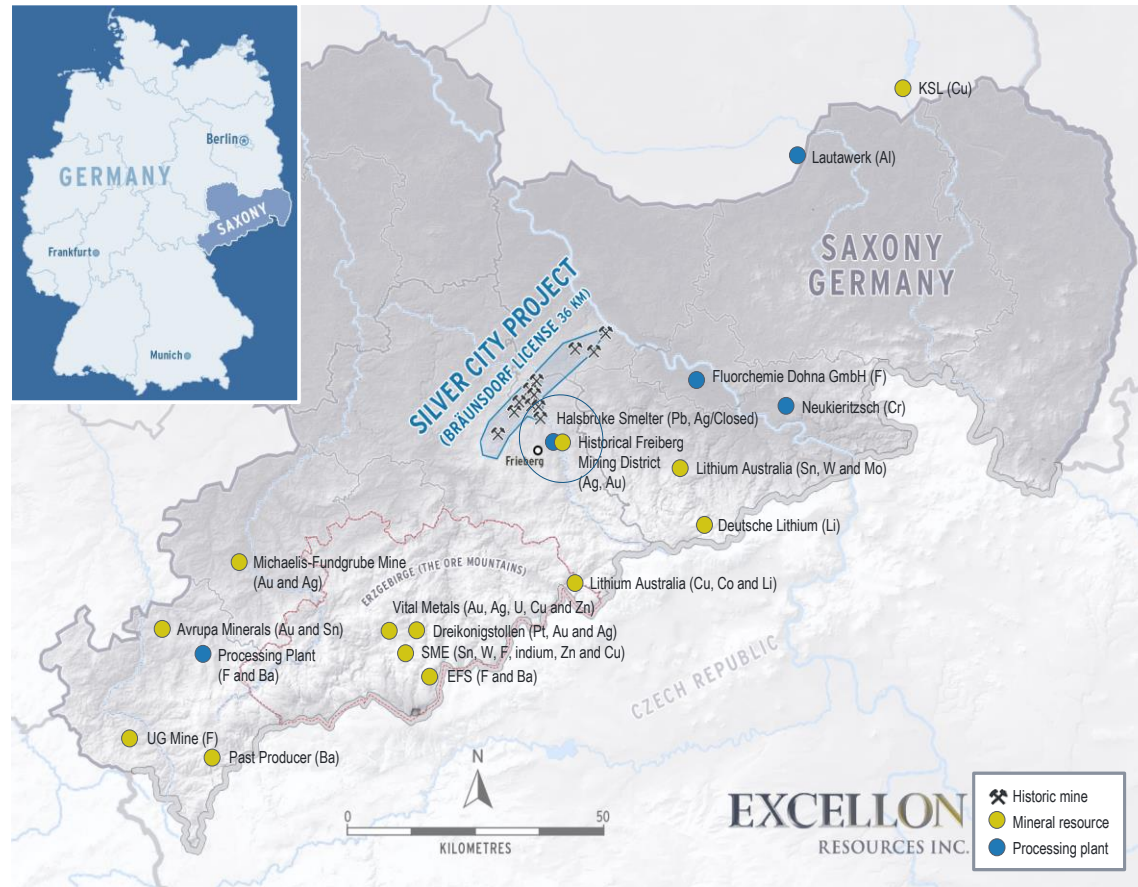 Berlin
GERMANY
SAXONY
Frankfurt
Munich
KSL (Cu)
Lautawerk (Al)
SAXONY
GERMANY
SILVER CITY PROJECT
(BRÄUNSDORF LICENSE 36 KM)
Fluorchemie Dohna GmbH (F)
Neukieritzsch (Cr)
Halsbruke Smelter (Pb, Ag/Closed)
Historical Freiberg
Mining District
(Ag, Au)
Frieberg
Lithium Australia (Sn, W and Mo)
Deutsche Lithium (Li)
Michaelis-Fundgrube Mine
(Au and Ag)
ERZGEBIRGE (THE ORE MOUNTAINS)
Lithium Australia (Cu, Co and Li)
Vital Metals (Au, Ag, U, Cu and Zn)
Avrupa Minerals (Au and Sn)
Dreikonigstollen (Pt, Au and Ag)
Processing Plant
(F and Ba)
SME (Sn, W, F, indium, Zn and Cu)
EFS (F and Ba)
CZECH REPUBLIC
UG Mine (F)
Past Producer (Ba)
N
0
50
KILOMETRES
EXCELLON
RESOURCES INC.
Historic mine
Mineral resource
Processing plant